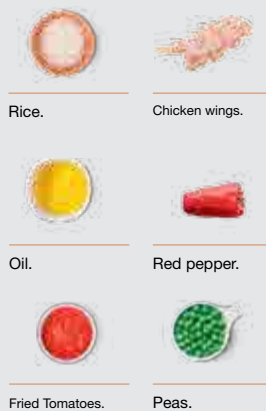 Rice.
Chicken wings.
Oil.
Red pepper.
Fried Tomatoes.
Peas.